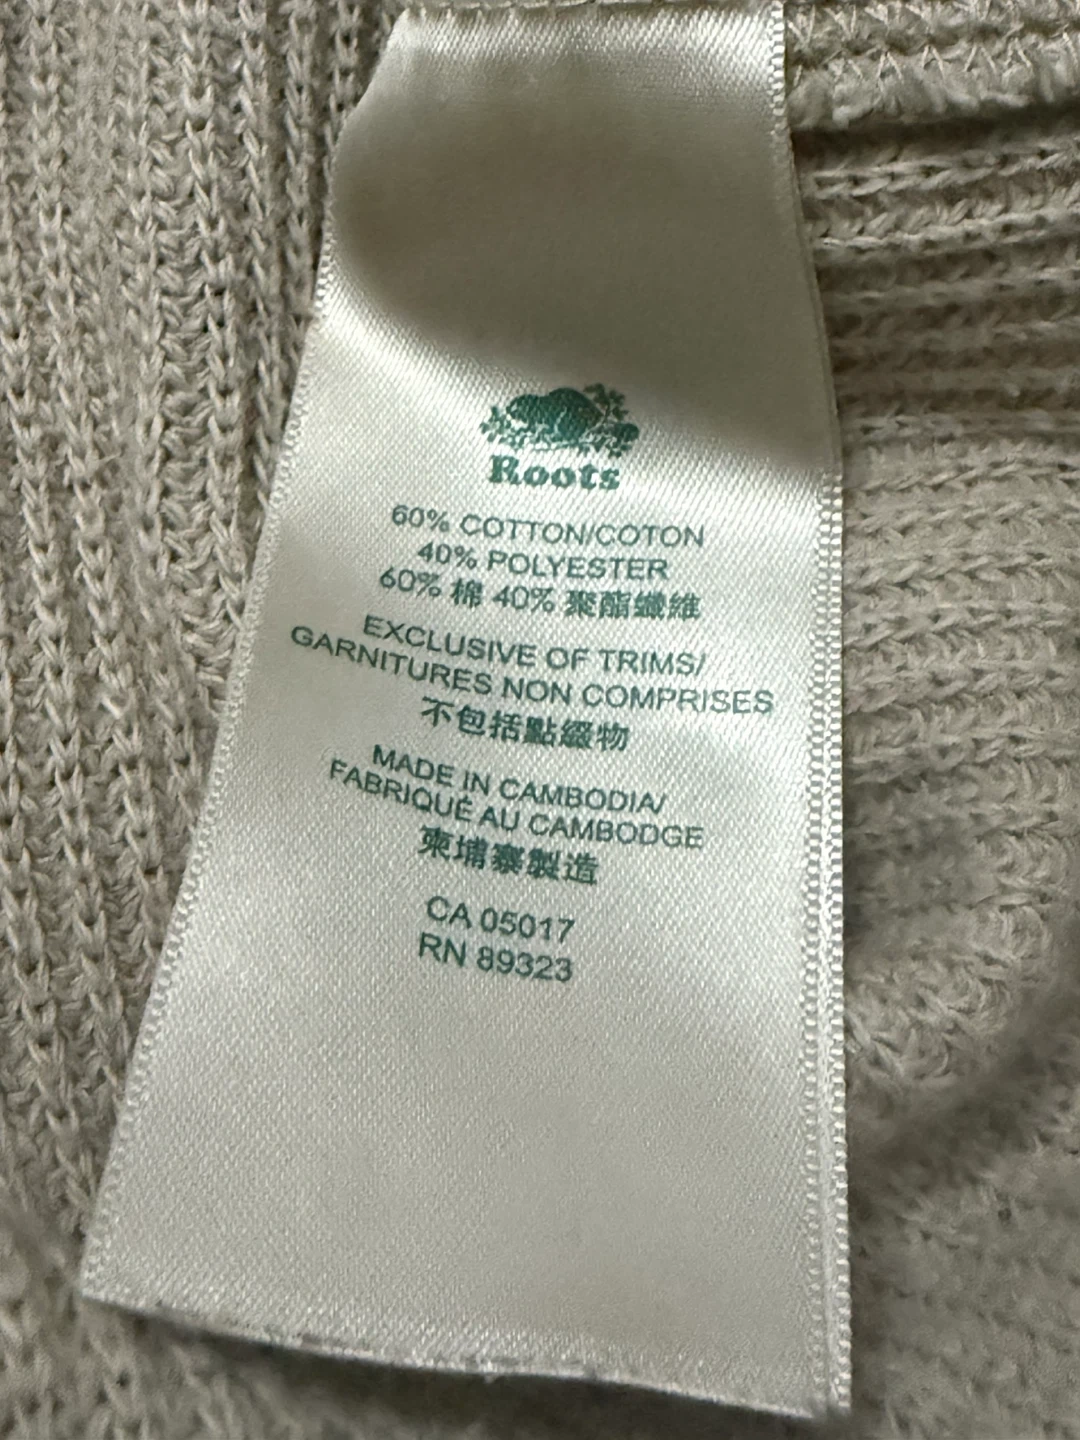 Roots
60% COTTON/COTON
40% POLYESTER
60% 棉 40% 聚酯纖維
EXCLUSIVE OF TRIMS/
GARNITURES NON COMPRISES
不包括點綴物
MADE IN CAMBODIA/
FABRIQUÉ AU CAMBODGE
柬埔寨製造
CA 05017
RN 89323